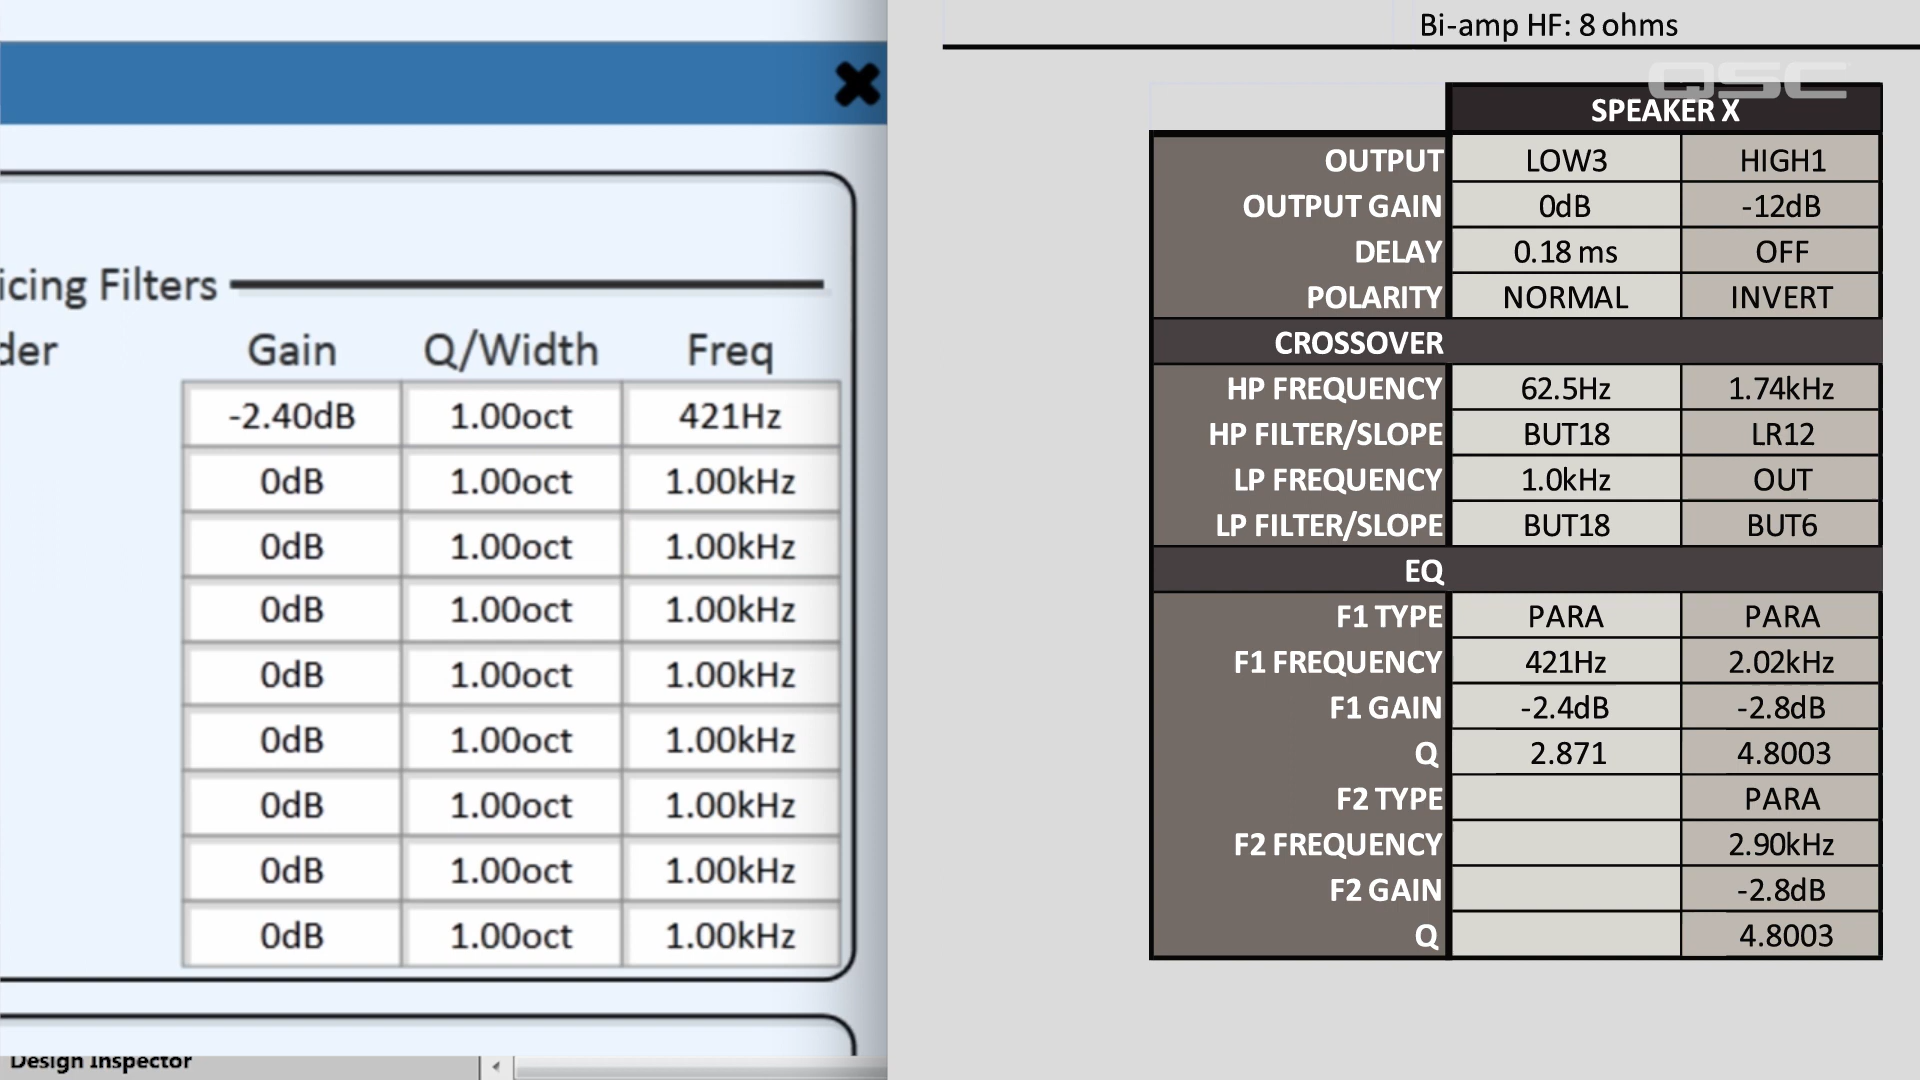 icing Filters
der Gain Q/Width Freq
-2.40dB 1.00oct 421Hz
0dB 1.00oct 1.00kHz
0dB 1.00oct 1.00kHz
0dB 1.00oct 1.00kHz
0dB 1.00oct 1.00kHz
0dB 1.00oct 1.00kHz
0dB 1.00oct 1.00kHz
0dB 1.00oct 1.00kHz
0dB 1.00oct 1.00kHz
Design Inspector
Bi-amp HF: 8 ohms
QSC
SPEAKER X
OUTPUT LOW3 HIGH1
OUTPUT GAIN 0dB -12dB
DELAY 0.18 ms OFF
POLARITY NORMAL INVERT
CROSSOVER
HP FREQUENCY 62.5Hz 1.74kHz
HP FILTER/SLOPE BUT18 LR12
LP FREQUENCY 1.0kHz OUT
LP FILTER/SLOPE BUT18 BUT6
EQ
F1 TYPE PARA PARA
F1 FREQUENCY 421Hz 2.02kHz
F1 GAIN -2.4dB -2.8dB
Q 2.871 4.8003
F2 TYPE PARA
F2 FREQUENCY 2.90kHz
F2 GAIN -2.8dB
Q 4.8003